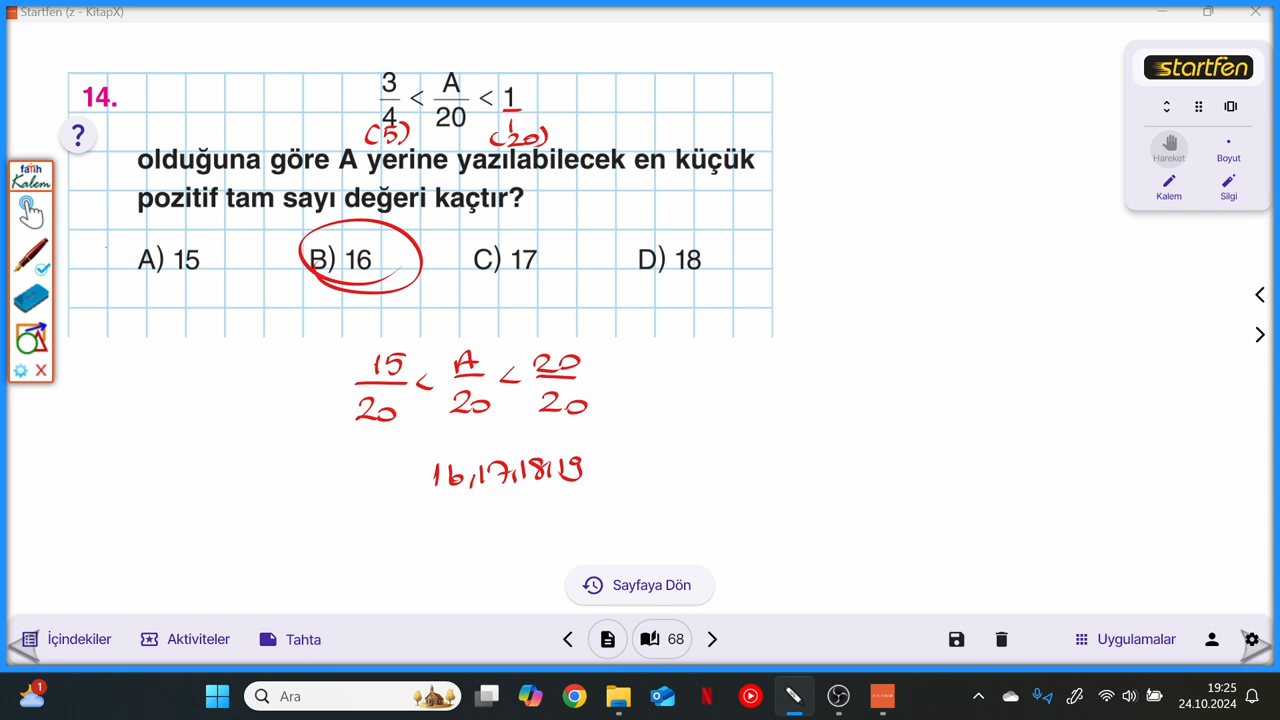 Startfen (z - KitapX)
startfen
14.
3/4 < A/20 < 1/1
(5) (20)
?
olduğuna göre A yerine yazılabilecek en küçük
pozitif tam sayı değeri kaçtır?
A) 15 B) 16 C) 17 D) 18
15/20 < A/20 < 20/20
16,17,18,19
fatih
Kalem
Hareket Boyut
Kalem Silgi
Sayfaya Dön
İçindekiler Aktiviteler Tahta 68 Uygulamalar
1 Ara 19:25
24.10.2024